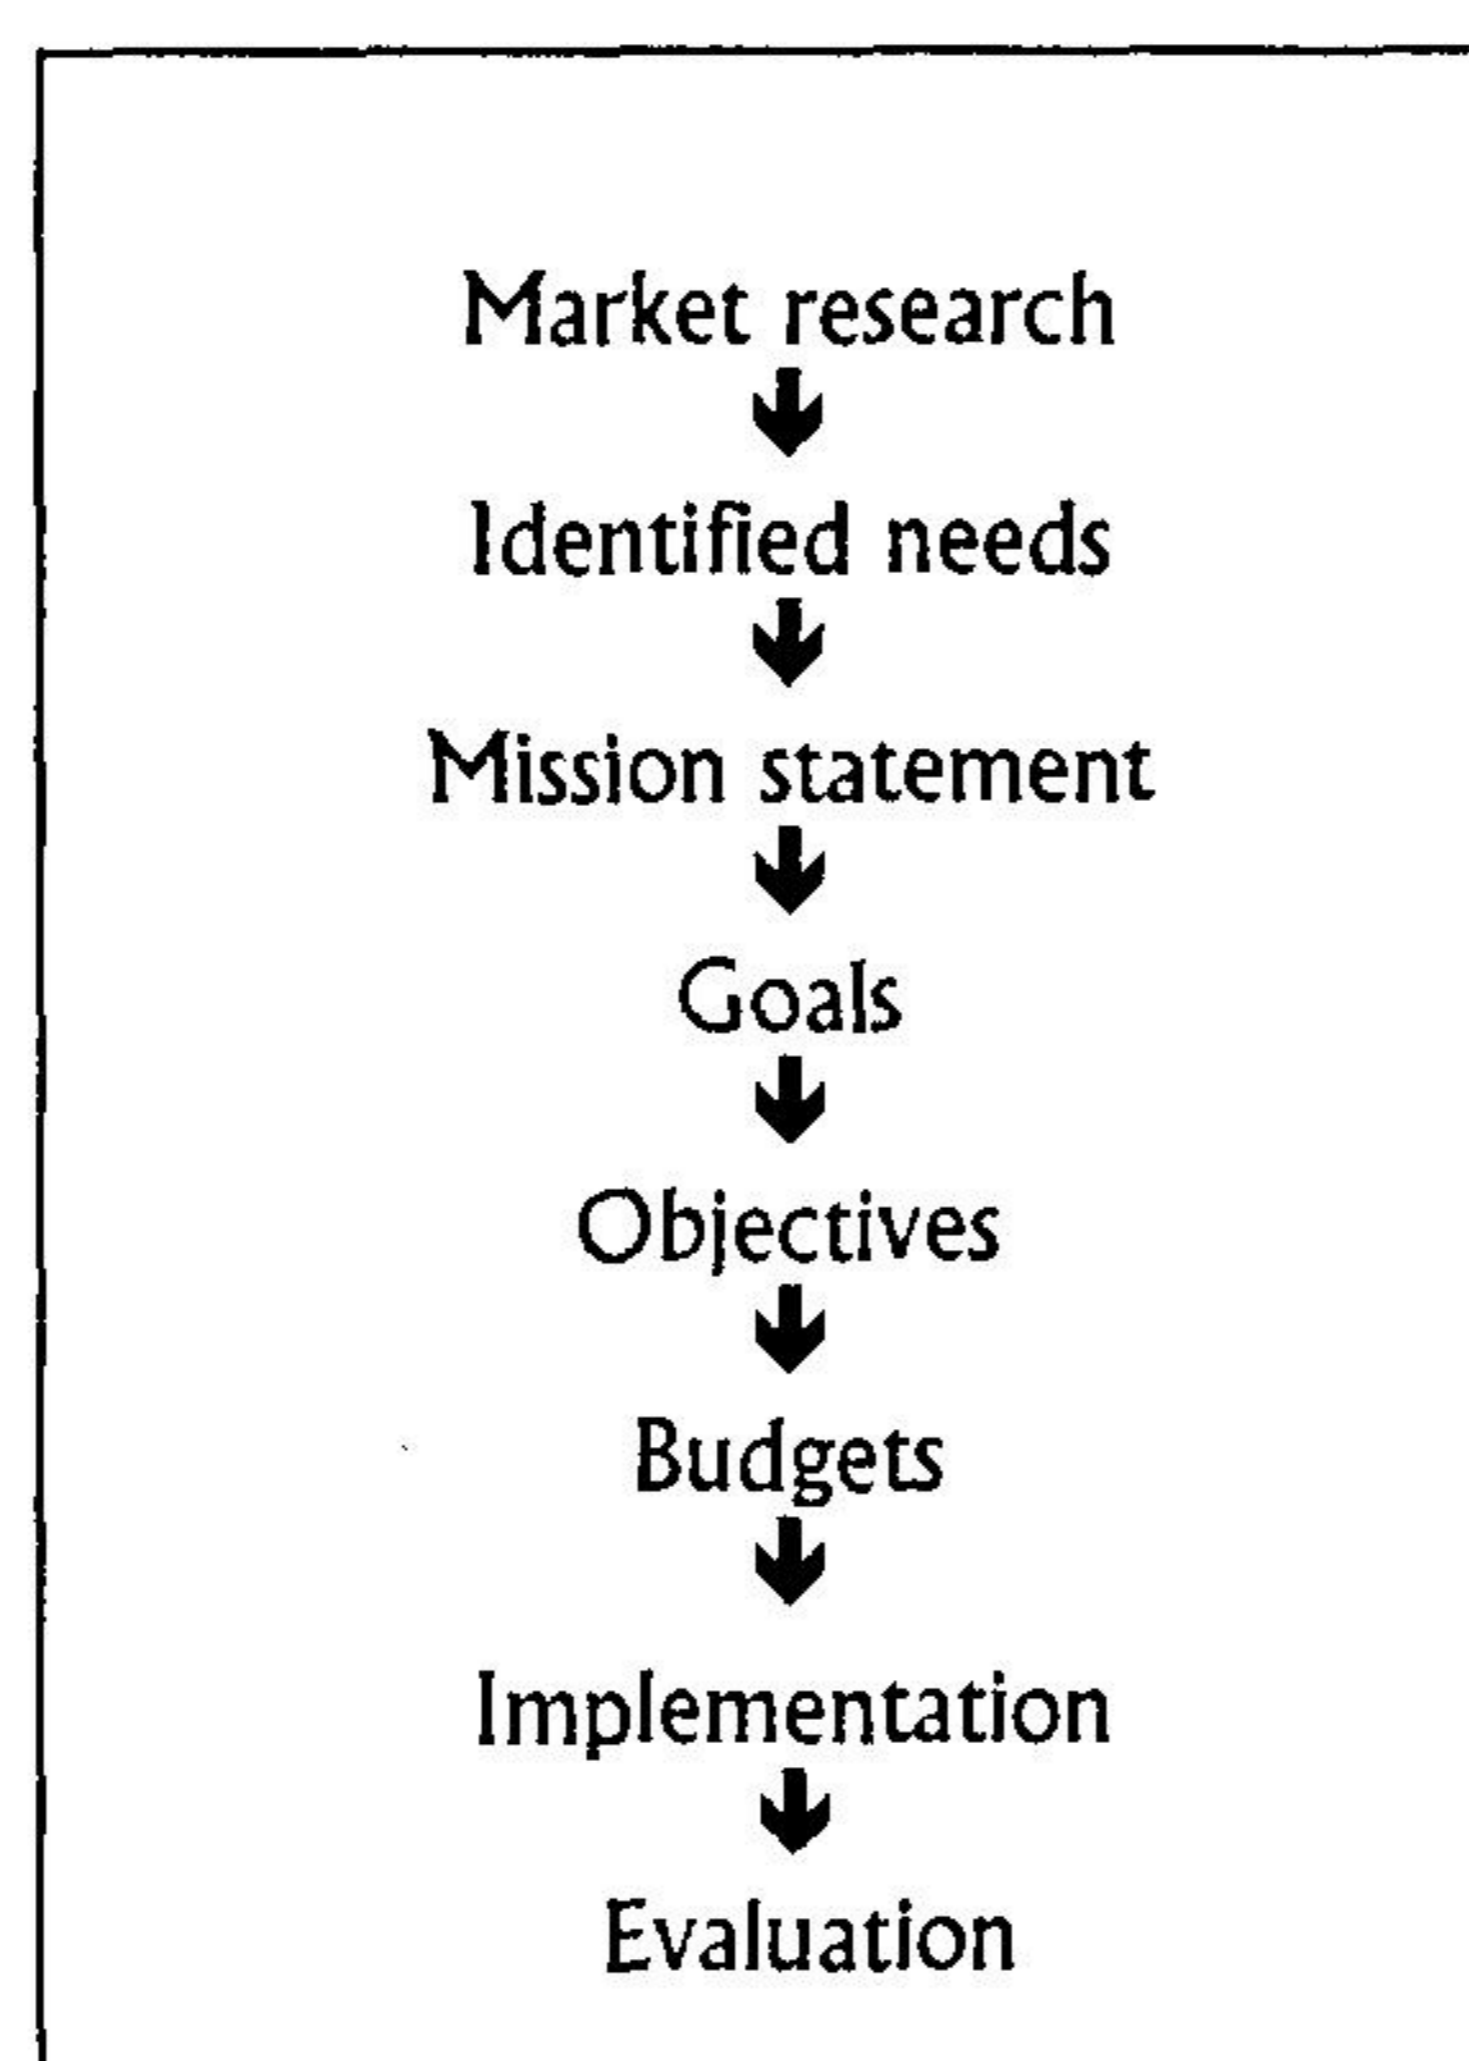 Market research
Identified needs
Mission statement
Goals
Objectives
Budgets
Implementation
Evaluation